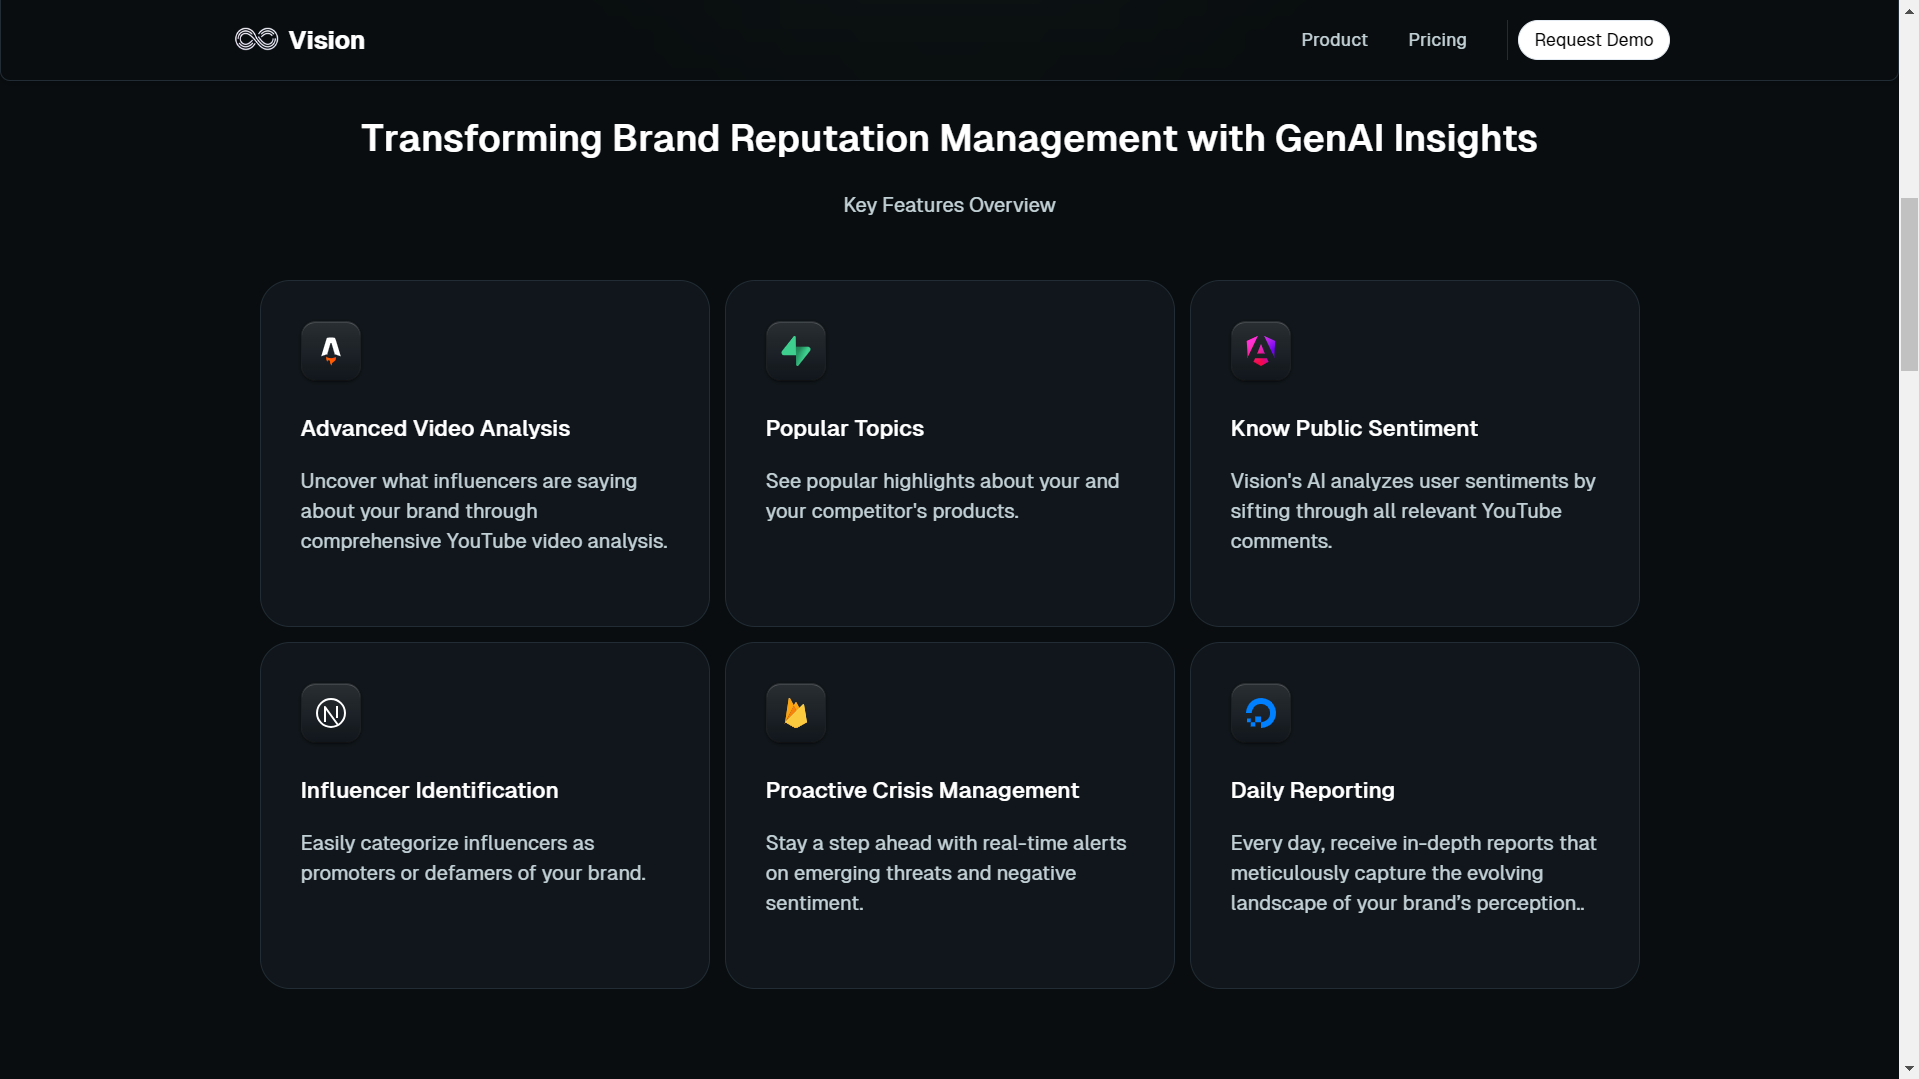 Vision
Product
Pricing
Request Demo
Transforming Brand Reputation Management with GenAI Insights
Key Features Overview
Advanced Video Analysis
Uncover what influencers are saying
about your brand through
comprehensive YouTube video analysis.
Popular Topics
See popular highlights about your and
your competitor's products.
Know Public Sentiment
Vision's AI analyzes user sentiments by
sifting through all relevant YouTube
comments.
Influencer Identification
Easily categorize influencers as
promoters or defamers of your brand.
Proactive Crisis Management
Stay a step ahead with real-time alerts
on emerging threats and negative
sentiment.
Daily Reporting
Every day, receive in-depth reports that
meticulously capture the evolving
landscape of your brand’s perception..